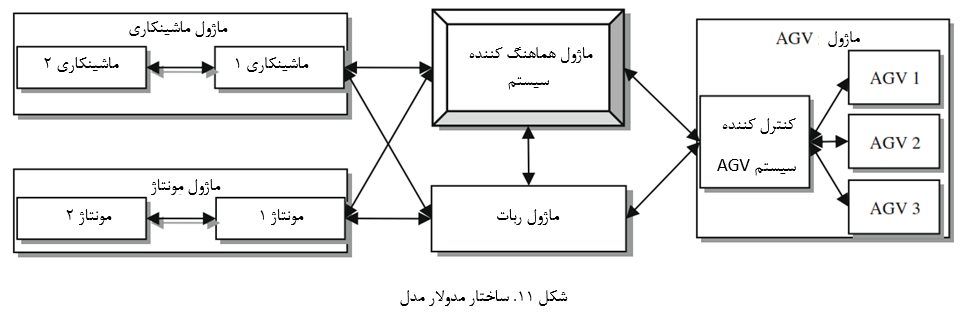 ماژول ماشینکاری
ماشینکاری ۱
ماشینکاری ۲
ماژول هماهنگ کننده
سیستم
ماژول AGV
کنترل کننده
سیستم AGV
AGV 1
AGV 2
AGV 3
ماژول مونتاژ
مونتاژ ۱
مونتاژ ۲
ماژول ربات
شکل ۱۱. ساختار مدولار مدل